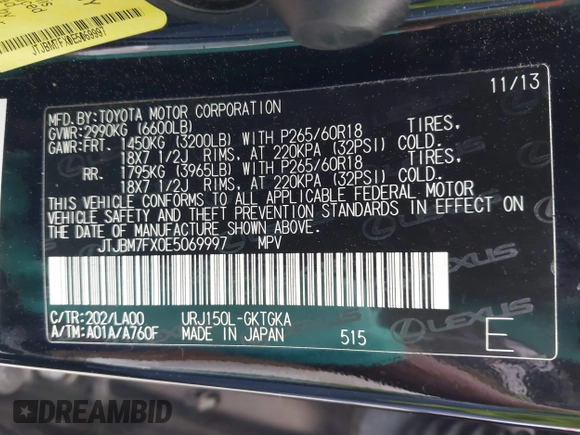 JTJBM7FX0E5069997
11/13
MFD.BY:TOYOTA MOTOR CORPORATION
GVWR:2990KG (6600LB)
GAWR:FRT. 1450KG (3200LB) WITH P265/60R18 TIRES,
18X7 1/2J RIMS, AT 220KPA (32PSI) COLD.
RR. 1795KG (3965LB) WITH P265/60R18 TIRES,
18X7 1/2J RIMS, AT 220KPA (32PSI) COLD.
THIS VEHICLE CONFORMS TO ALL APPLICABLE FEDERAL MOTOR
VEHICLE SAFETY AND THEFT PREVENTION STANDARDS IN EFFECT ON
THE DATE OF MANUFACTURE SHOWN ABOVE.
JTJBM7FX0E5069997 MPV
C/TR:202/LA00 URJ150L-GKTGKA
A/TM:A01A/A760F MADE IN JAPAN 515 E
LEXUS
LEXUS
DREAMBID